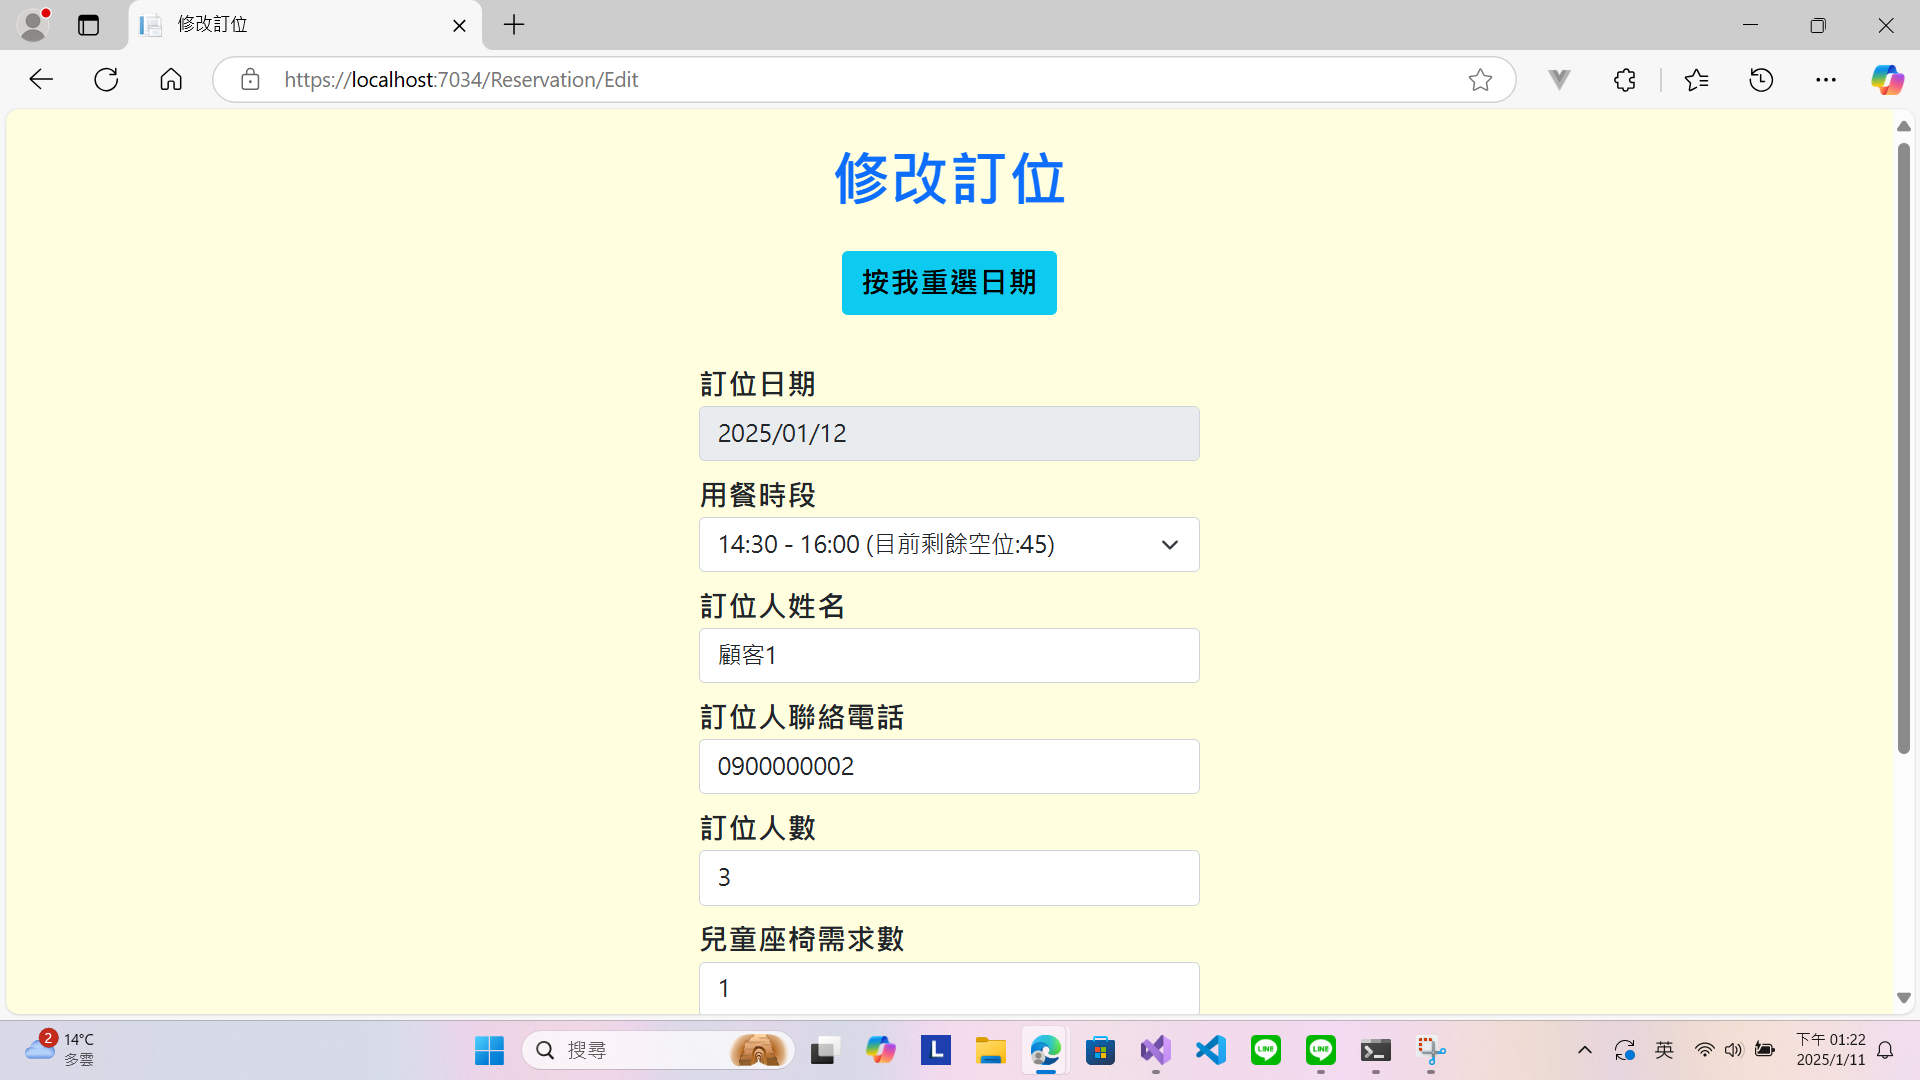 修改訂位
https://localhost:7034/Reservation/Edit
修改訂位
按我重選日期
訂位日期
2025/01/12
用餐時段
14:30 - 16:00 (目前剩餘空位:45)
訂位人姓名
顧客1
訂位人聯絡電話
0900000002
訂位人數
3
兒童座椅需求數
1
2
14°C
多雲
搜尋
L
LINE
LINE
英
下午 01:22
2025/1/11